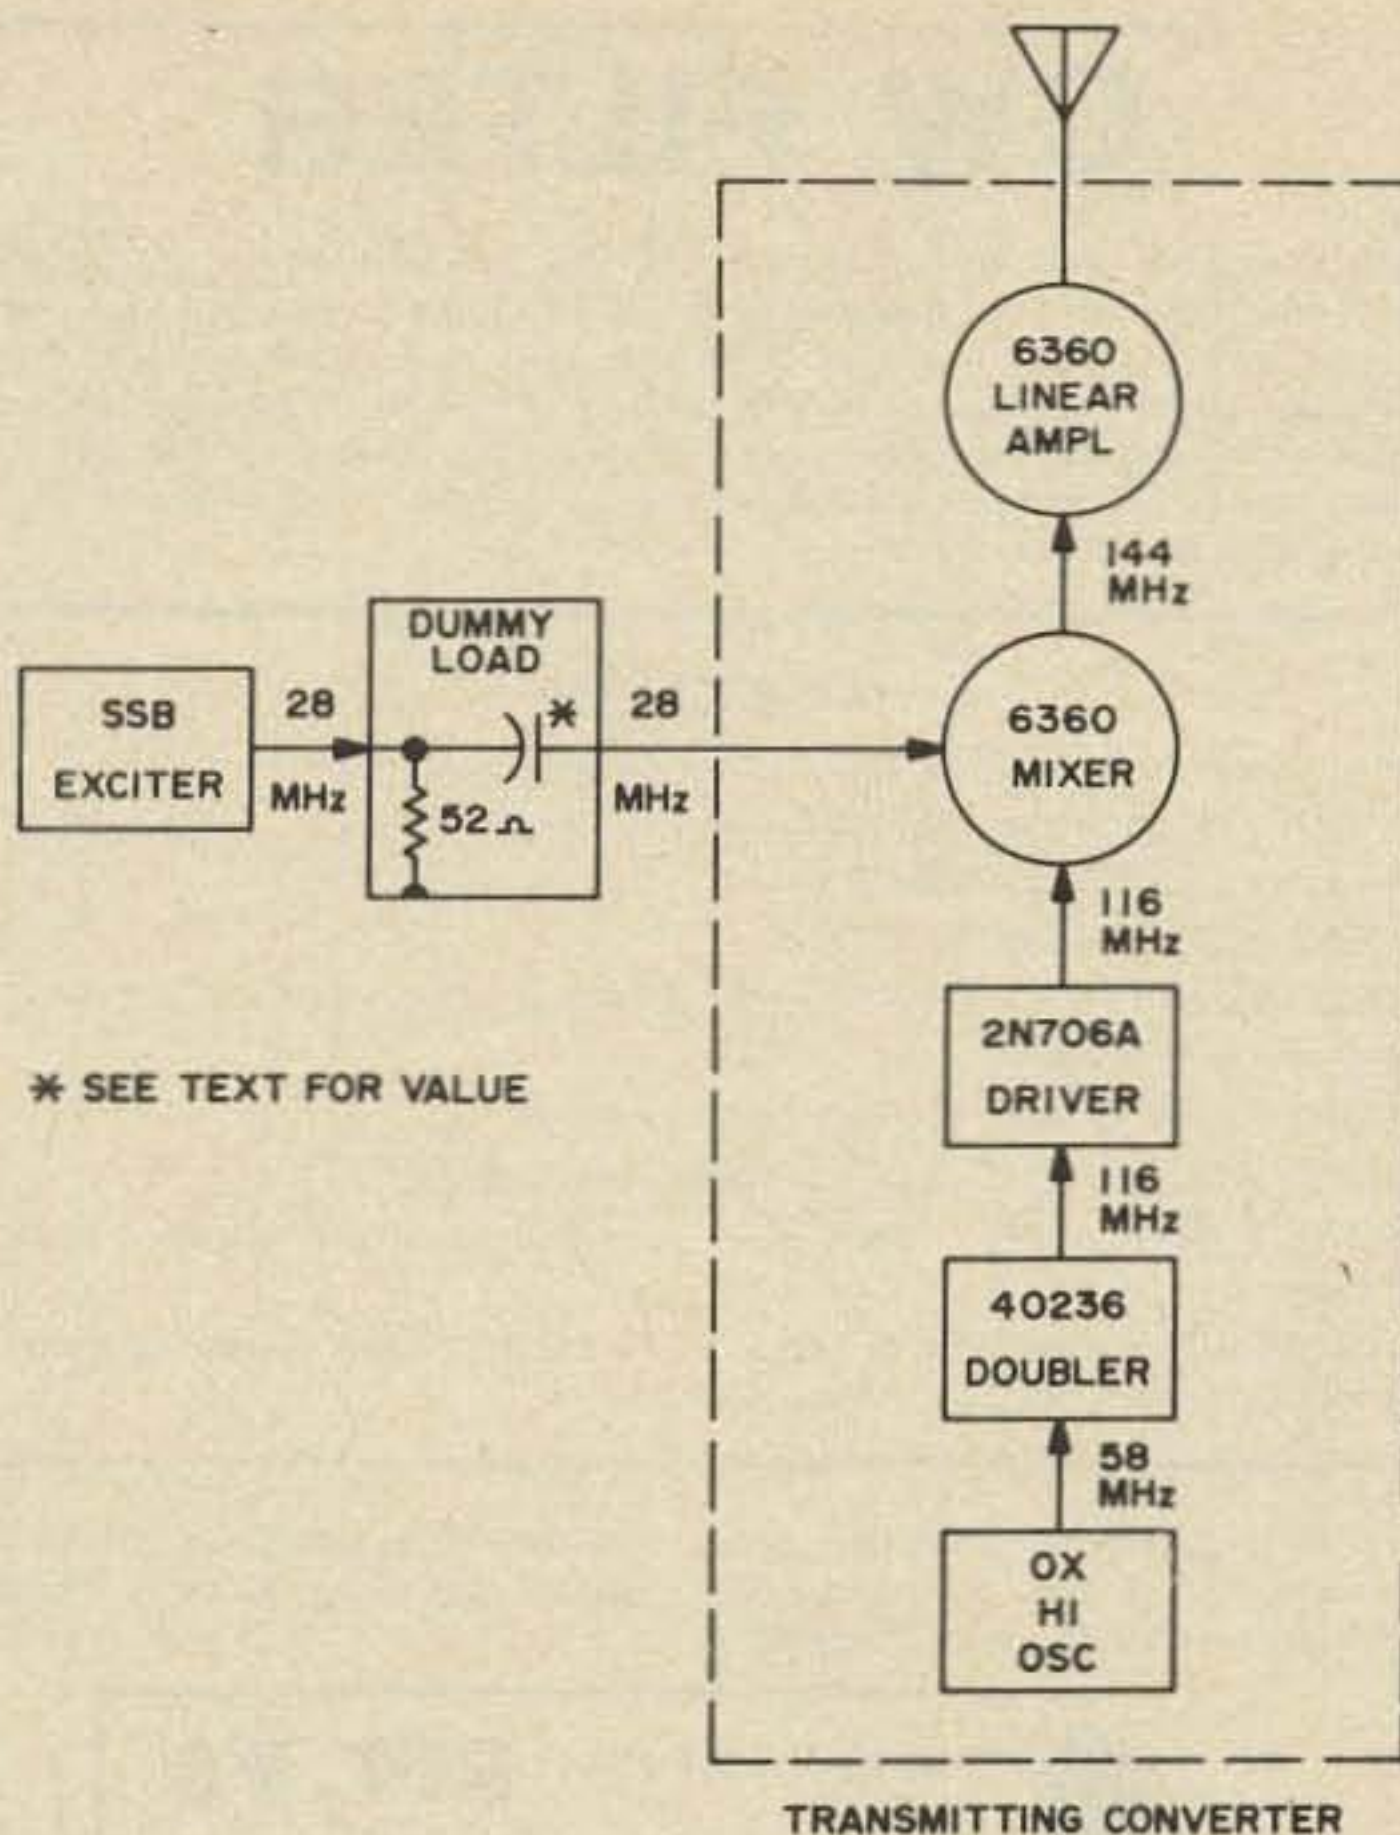 6360
LINEAR
AMPL
144
MHz
DUMMY
LOAD
SSB
EXCITER
28
MHz
*
52 Ω
28
MHz
6360
MIXER
116
MHz
2N706A
DRIVER
* SEE TEXT FOR VALUE
116
MHz
40236
DOUBLER
58
MHz
OX
HI
OSC
TRANSMITTING CONVERTER